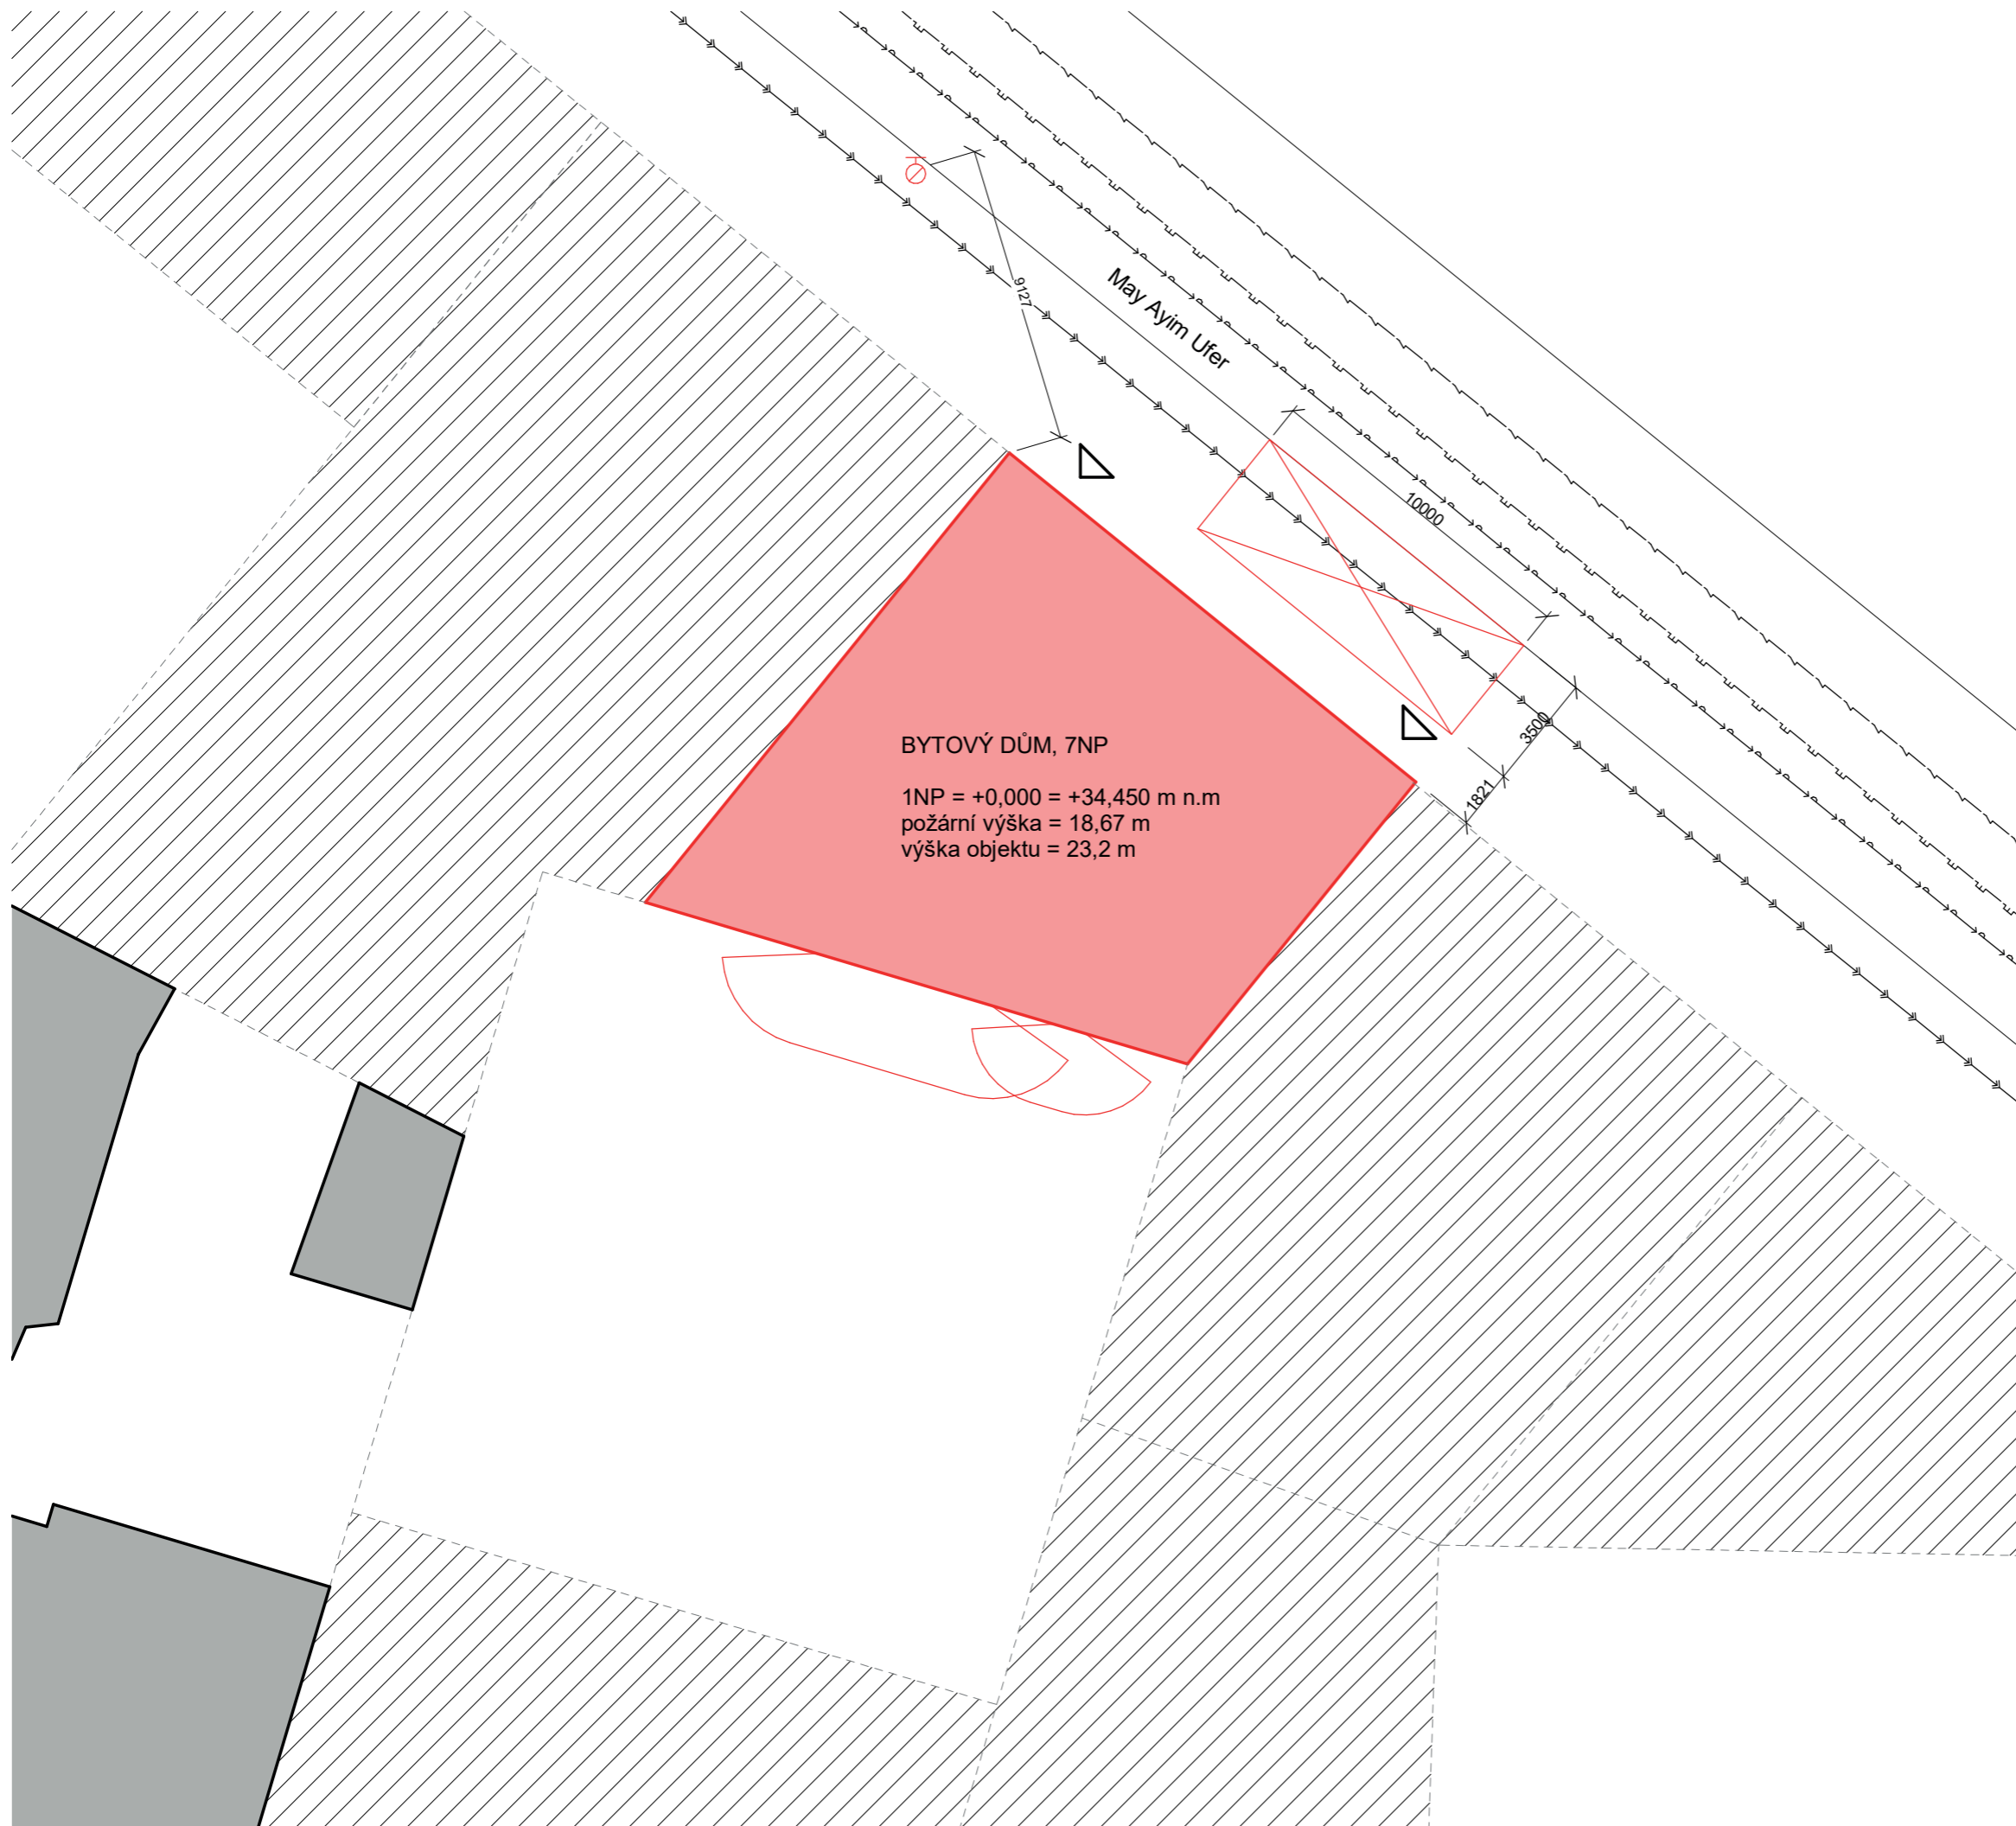 9127
May Ayim Ufer
10000
3500
1821
BYTOVÝ DŮM, 7NP
1NP = +0,000 = +34,450 m n.m
požární výška = 18,67 m
výška objektu = 23,2 m